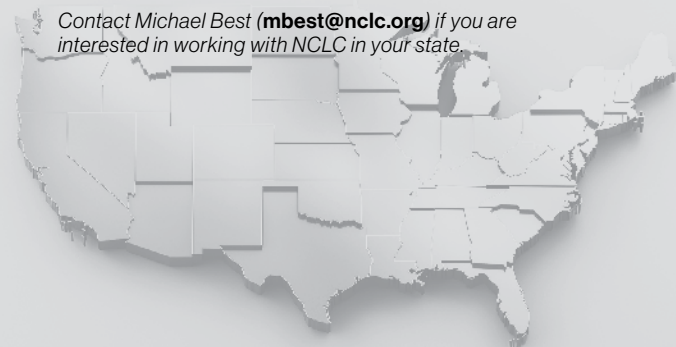 Contact Michael Best (mbest@nclc.org) if you are
interested in working with NCLC in your state.